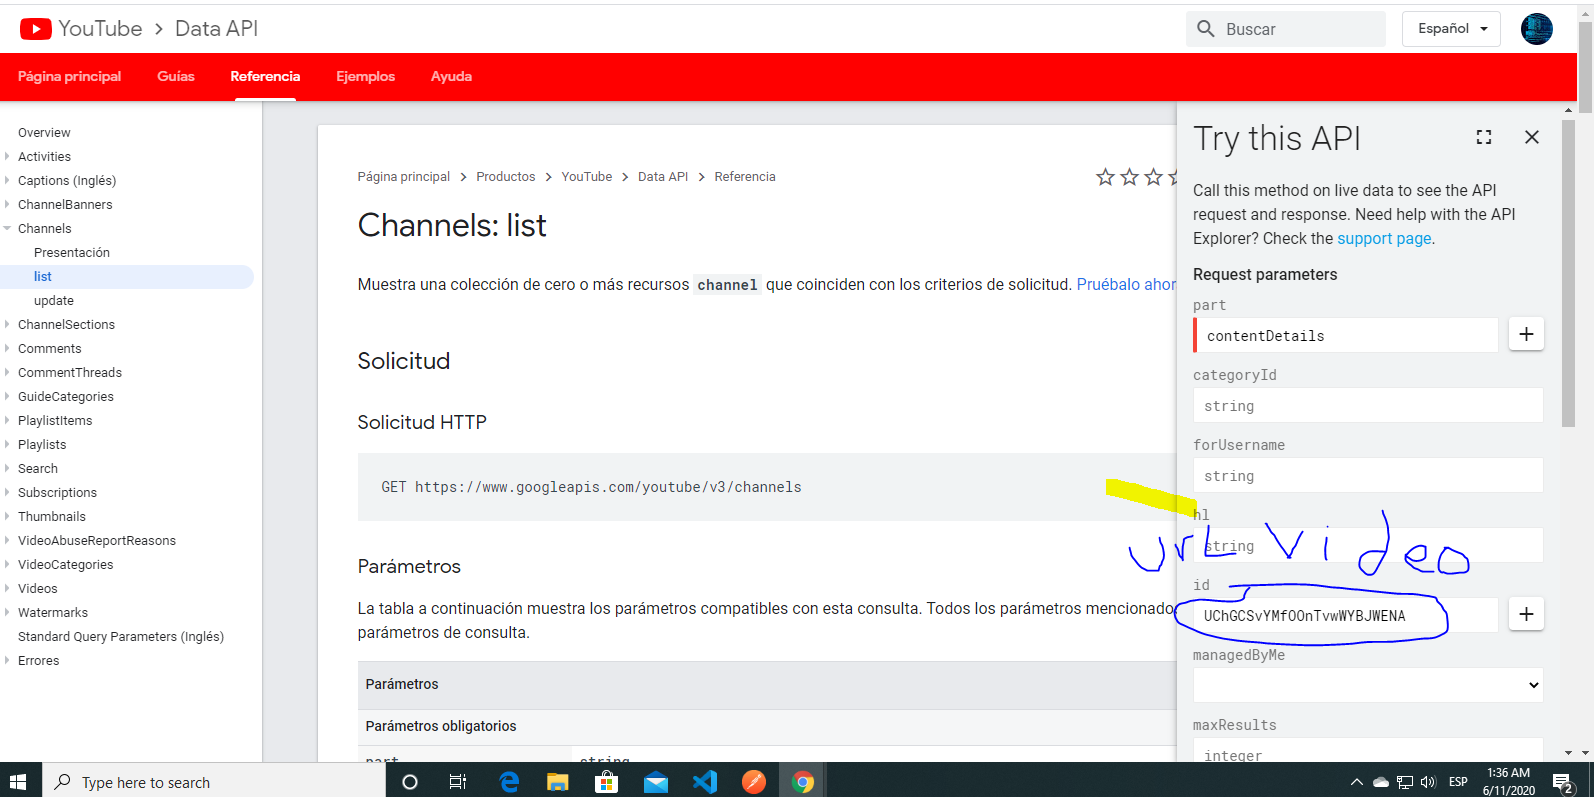 YouTube > Data API
Buscar
Español
Página principal Guías Referencia Ejemplos Ayuda
Overview
Activities
Captions (Inglés)
ChannelBanners
Channels
Presentación
list
update
ChannelSections
Comments
CommentThreads
GuideCategories
PlaylistItems
Playlists
Search
Subscriptions
Thumbnails
VideoAbuseReportReasons
VideoCategories
Videos
Watermarks
Standard Query Parameters (Inglés)
Errores
Página principal > Productos > YouTube > Data API > Referencia
Channels: list
Muestra una colección de cero o más recursos channel que coinciden con los criterios de solicitud. Pruébalo ahor
Solicitud
Solicitud HTTP
GET https://www.googleapis.com/youtube/v3/channels
Parámetros
La tabla a continuación muestra los parámetros compatibles con esta consulta. Todos los parámetros mencionado
parámetros de consulta.
Parámetros
Parámetros obligatorios
part string
Try this API
Call this method on live data to see the API
request and response. Need help with the API
Explorer? Check the support page.
Request parameters
part
contentDetails
categoryId
string
forUsername
string
hl
string
UrL Video
id
UChGCSvYMfOOnTvwWYBJWENA
managedByMe
maxResults
integer
Type here to search
ESP
1:36 AM
6/11/2020
2